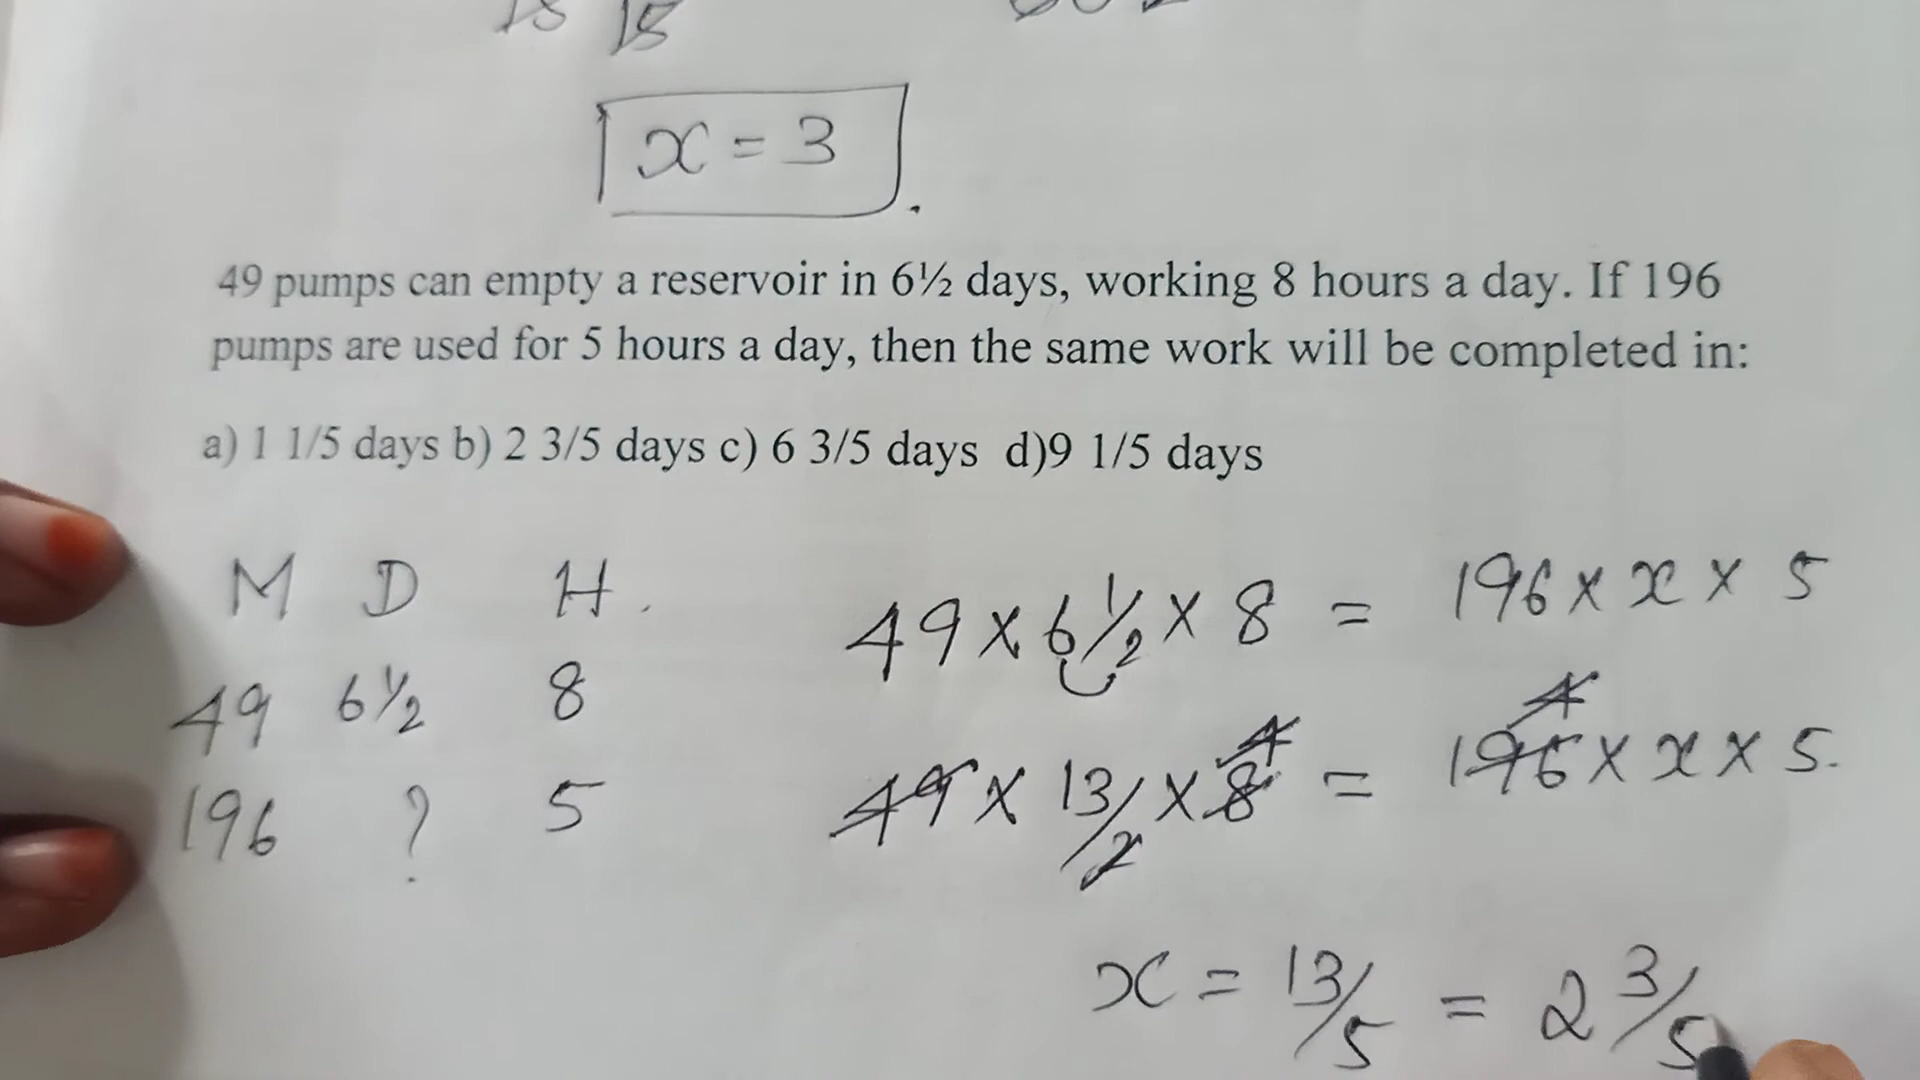 x = 3
49 pumps can empty a reservoir in 6½ days, working 8 hours a day. If 196
pumps are used for 5 hours a day, then the same work will be completed in:
a) 1 1/5 days b) 2 3/5 days c) 6 3/5 days d)9 1/5 days
M D H.
49 6½ 8
196 ? 5
49 × 6½ × 8 = 196 × x × 5
4
4
49 × 13/2 × 8 = 196 × x × 5.
x = 13/5 = 2 3/5